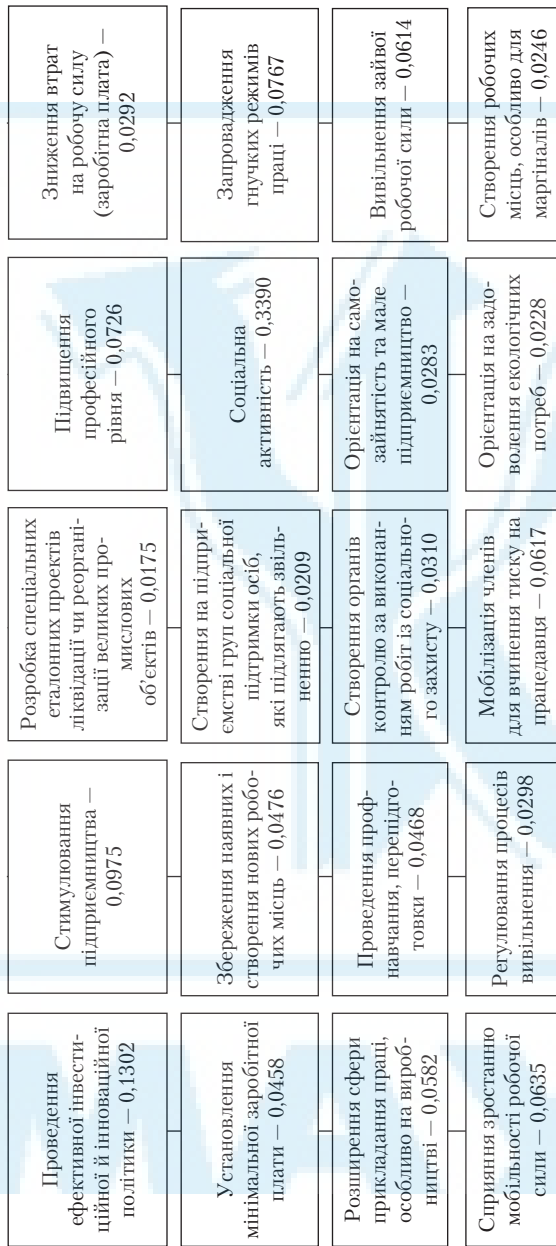 Проведення
ефективної інвести-
ційної й інноваційної
політики — 0,1302
Установлення
мінімальної заробітної
плати — 0,0458
Розширення сфери
прикладання праці,
особливо на вироб-
ництві — 0,0582
Сприяння зростанню
мобільності робочої
сили — 0,0635
Стимулювання
підприємництва —
0,0975
Збереження наявних і
створення нових робо-
чих місць — 0,0476
Проведення проф-
навчання, перепідго-
товки — 0,0468
Регулювання процесів
вивільнення — 0,0298
Розробка спеціальних
еталонних проектів
ліквідації чи реоргані-
зації великих про-
мислових
об'єктів — 0,0175
Створення на підпри-
ємстві груп соціальної
підтримки осіб,
які підлягають звіль-
ненню — 0,0209
Створення органів
контролю за виконан-
ням робіт із соціально-
го захисту — 0,0310
Мобілізація членів
для вчинення тиску на
працедавця — 0,0617
Підвищення
професійного
рівня — 0,0726
Соціальна
активність — 0,3390
Орієнтація на само-
зайнятість та мале
підприємництво —
0,0283
Орієнтація на задо-
волення екологічних
потреб — 0,0228
Зниження втрат
на робочу силу
(заробітна плата) —
0,0292
Запровадження
гнучких режимів
праці — 0,0767
Вивільнення зайвої
робочої сили — 0,0614
Створення робочих
місць, особливо для
маргіналів — 0,0246